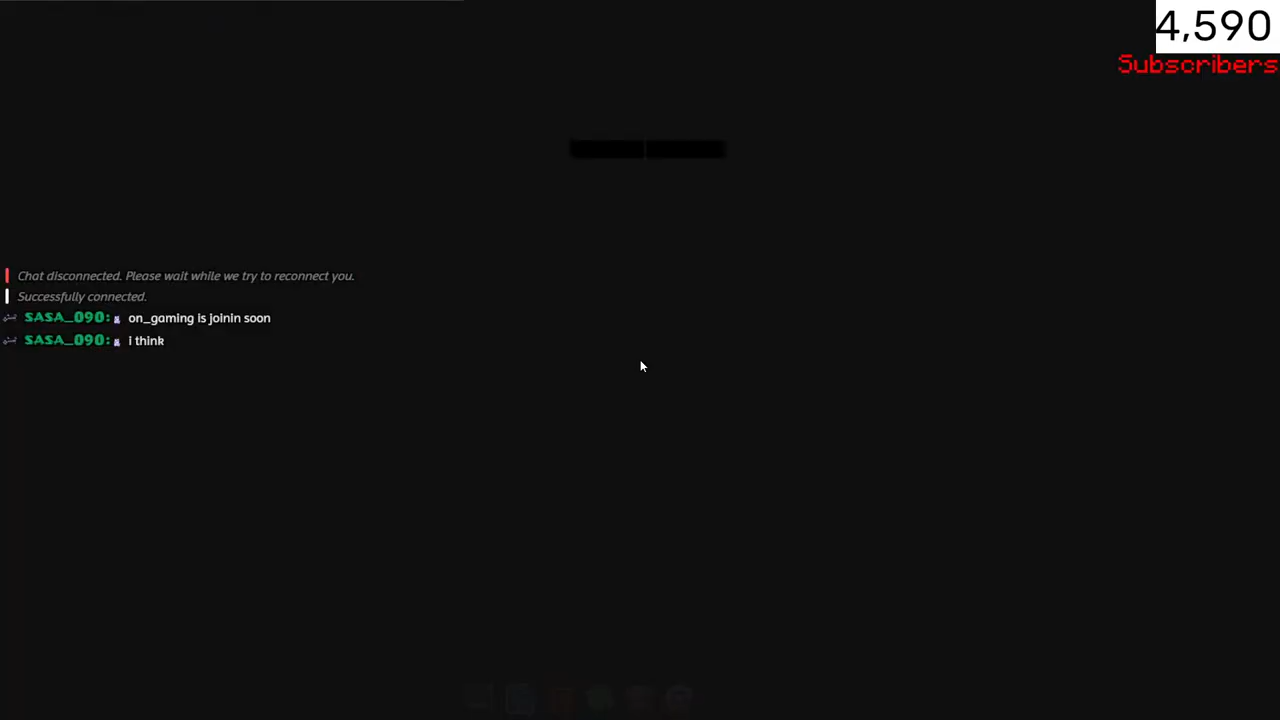 4,590
Subscribers
Chat disconnected. Please wait while we try to reconnect you.
Successfully connected.
SASA_090: on_gaming is joinin soon
SASA_090: i think